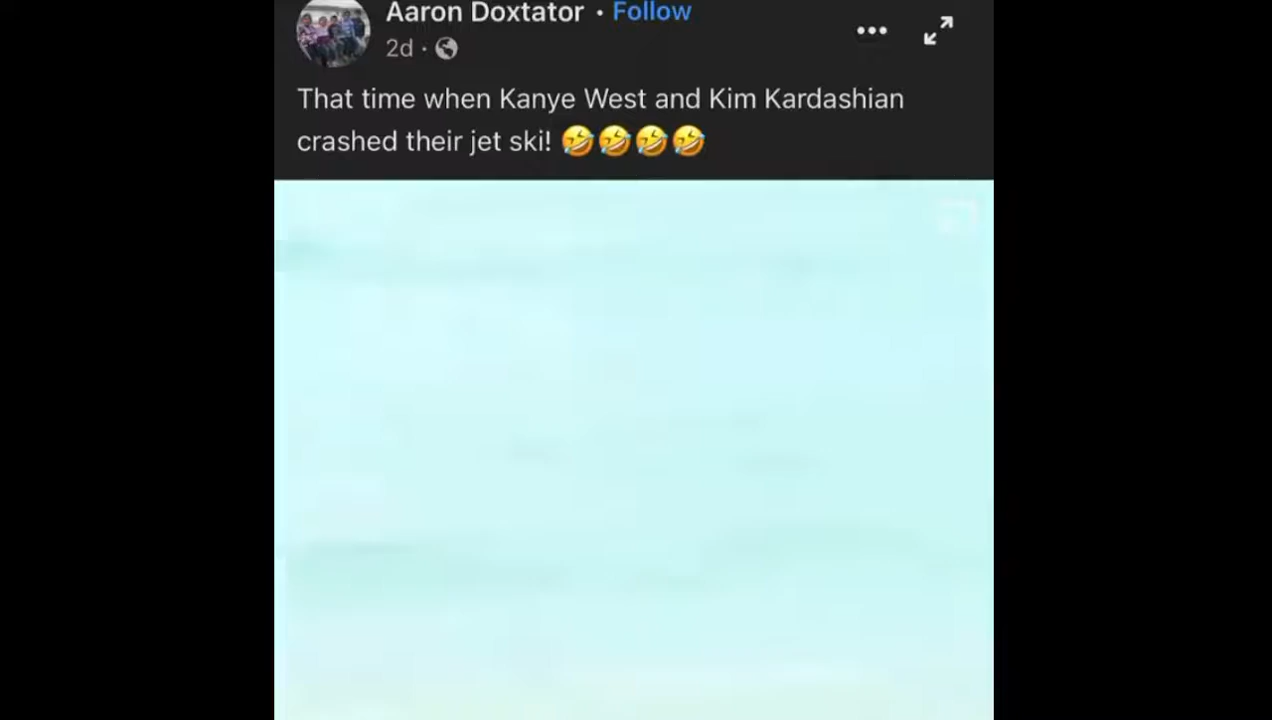 Aaron Doxtator · Follow
2d ·
That time when Kanye West and Kim Kardashian
crashed their jet ski! 🤣🤣🤣🤣